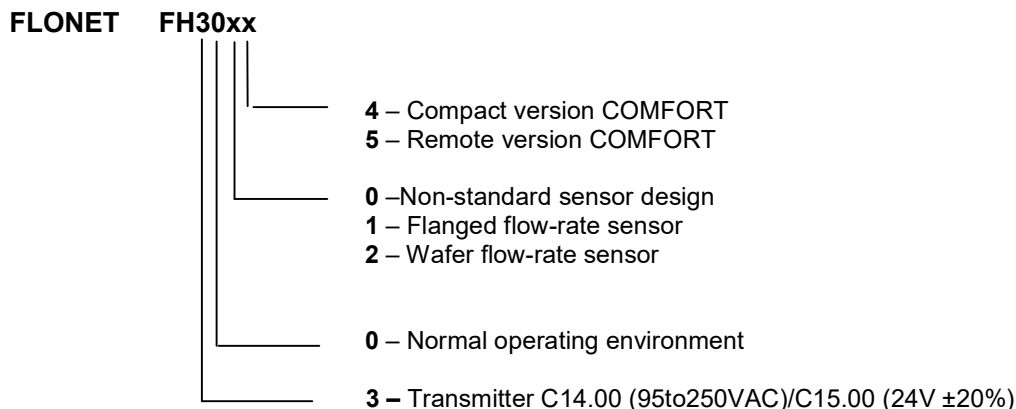 FLONET FH30xx
4 – Compact version COMFORT
5 – Remote version COMFORT
0 –Non-standard sensor design
1 – Flanged flow-rate sensor
2 – Wafer flow-rate sensor
0 – Normal operating environment
3 – Transmitter C14.00 (95to250VAC)/C15.00 (24V ±20%)